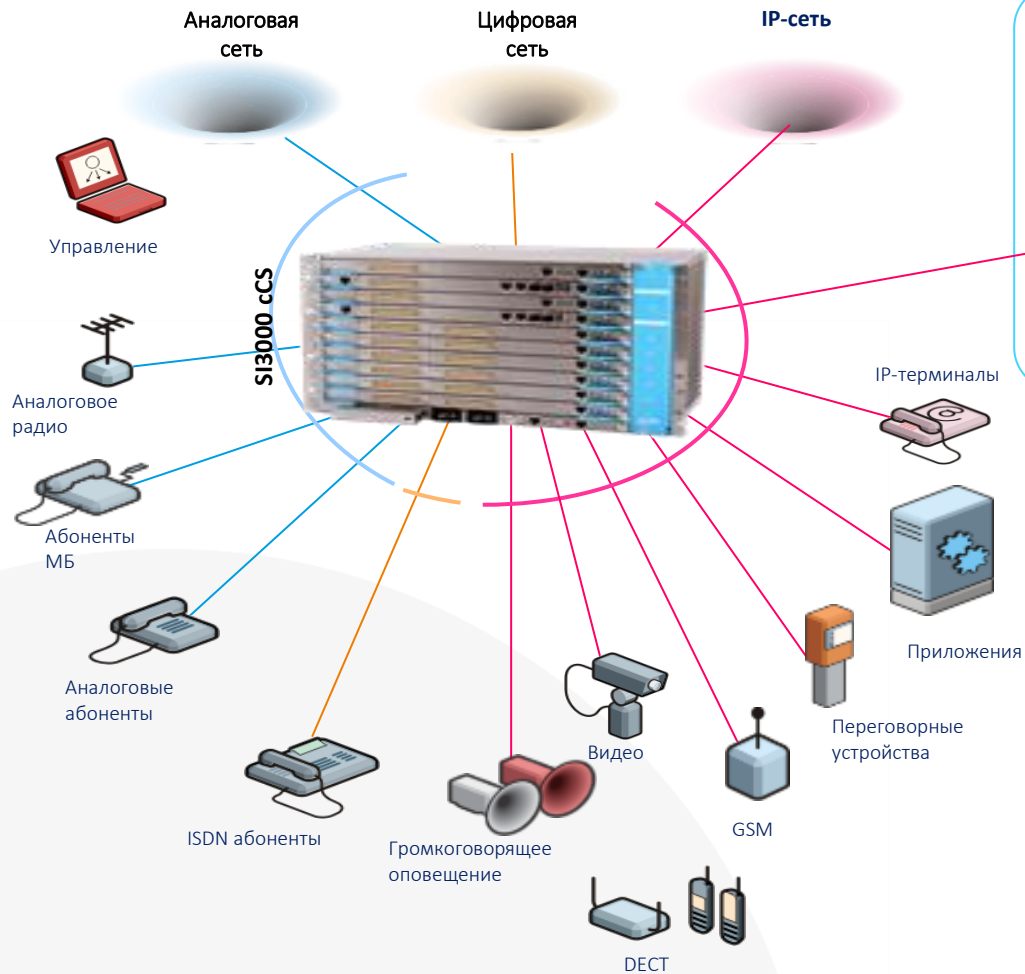 Аналоговая
сеть
Цифровая
сеть
IP-сеть
Управление
SI3000 cCS
Аналоговое
радио
IP-терминалы
@
Абоненты
МБ
Приложения
Аналоговые
абоненты
Переговорные
устройства
Видео
ISDN абоненты
GSM
Громкоговорящее
оповещение
DECT